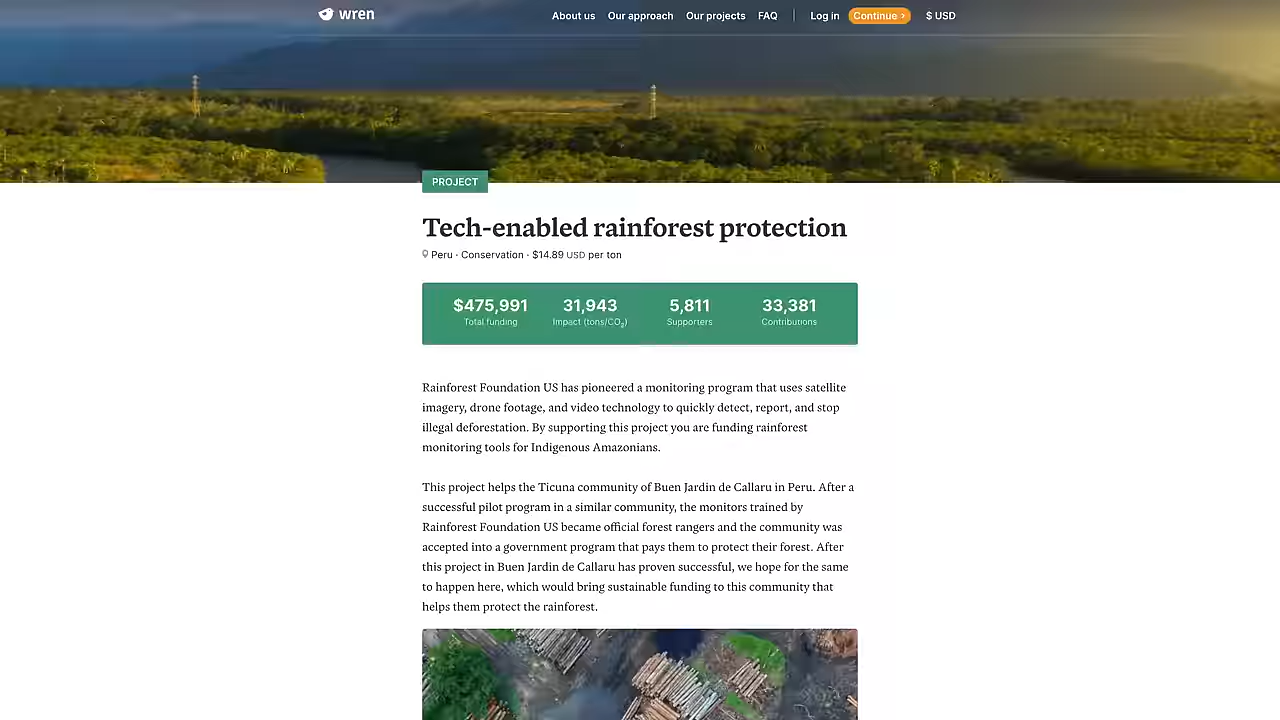 wren
About us Our approach Our projects FAQ Log in Continue > $ USD
PROJECT
Tech-enabled rainforest protection
Peru · Conservation · $14.89 USD per ton
$475,991 31,943 5,811 33,381
Total funding Impact (tons/CO₂) Supporters Contributions
Rainforest Foundation US has pioneered a monitoring program that uses satellite
imagery, drone footage, and video technology to quickly detect, report, and stop
illegal deforestation. By supporting this project you are funding rainforest
monitoring tools for Indigenous Amazonians.
This project helps the Ticuna community of Buen Jardin de Callaru in Peru. After a
successful pilot program in a similar community, the monitors trained by
Rainforest Foundation US became official forest rangers and the community was
accepted into a government program that pays them to protect their forest. After
this project in Buen Jardin de Callaru has proven successful, we hope for the same
to happen here, which would bring sustainable funding to this community that
helps them protect the rainforest.